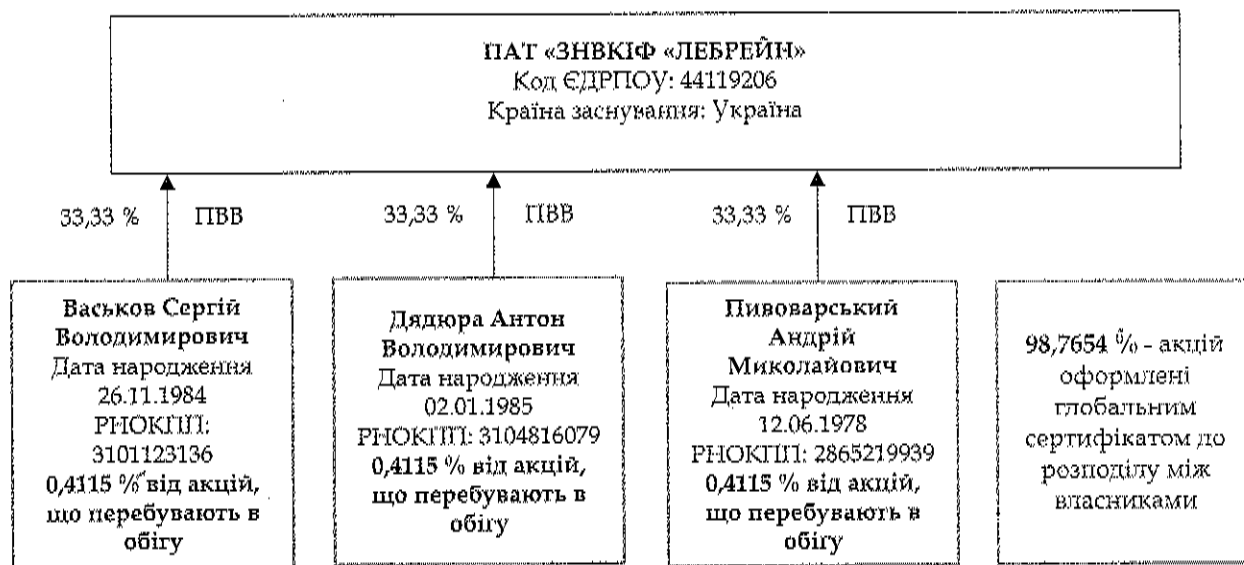 ПАТ «ЗНВКІФ «ЛЕБРЕЙН»
Код ЄДРПОУ: 44119206
Країна заснування: Україна
33,33 % ПВВ
33,33 % ПВВ
33,33 % ПВВ
Васьков Сергій
Володимирович
Дата народження
26.11.1984
РНОКПП:
3101123136
0,4115 % від акцій,
що перебувають в
обігу
Дядюра Антон
Володимирович
Дата народження
02.01.1985
РНОКПП: 3104816079
0,4115 % від акцій,
що перебувають в
обігу
Пивоварський
Андрій
Миколайович
Дата народження
12.06.1978
РНОКПП: 2865219939
0,4115 % від акцій,
що перебувають в
обігу
98,7654 % - акцій
оформлені
глобальним
сертифікатом до
розподілу між
власниками